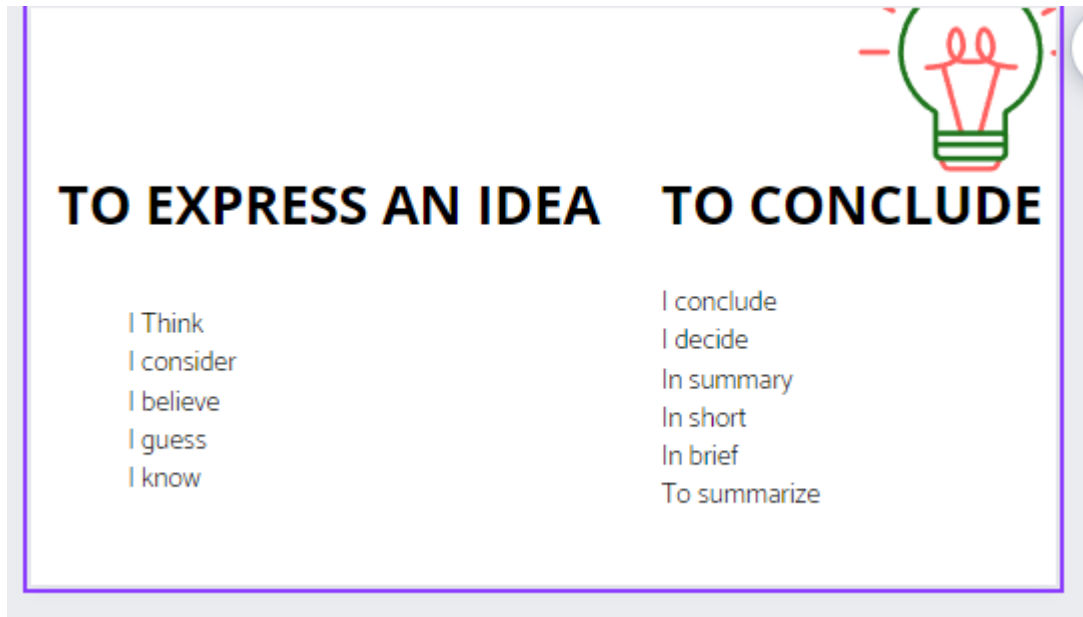 TO EXPRESS AN IDEA
I Think
I consider
I believe
I guess
I know
TO CONCLUDE
I conclude
I decide
In summary
In short
In brief
To summarize